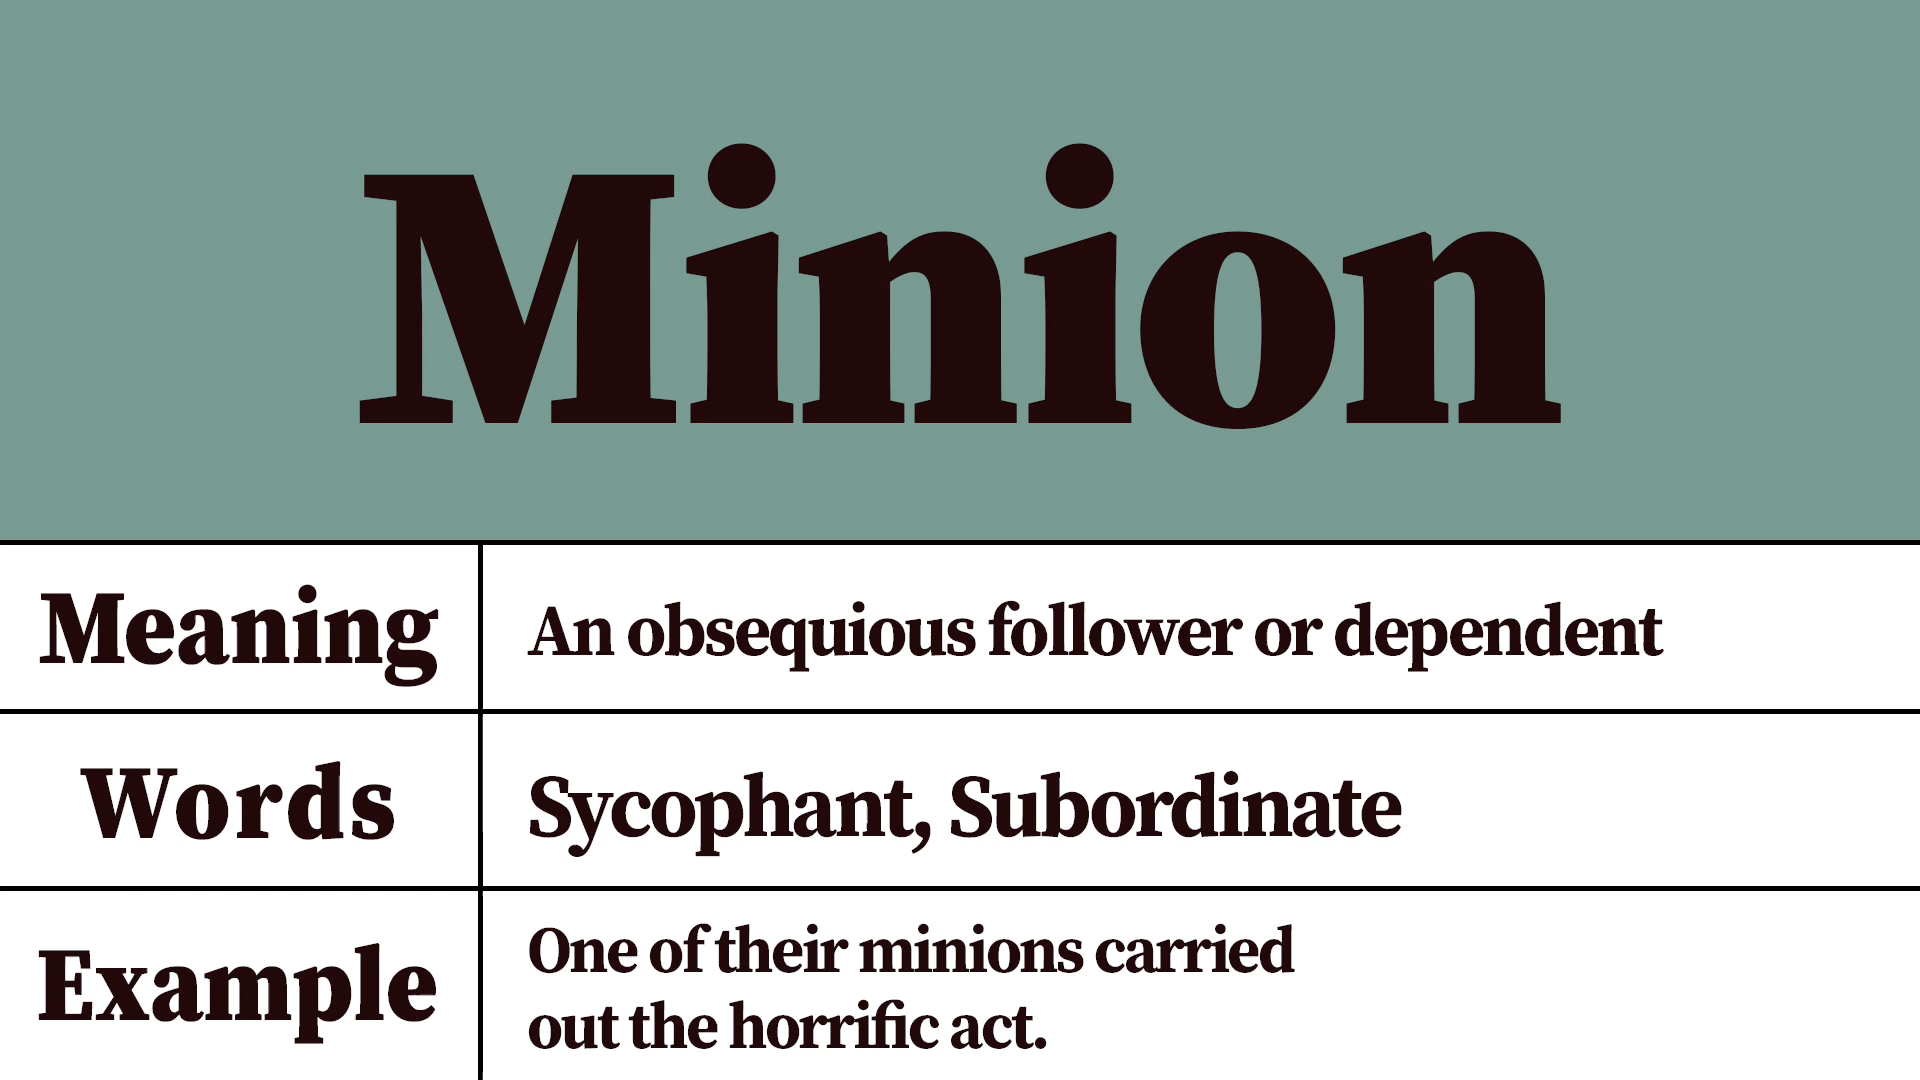 Minion
Meaning
An obsequious follower or dependent
Words
Sycophant, Subordinate
Example
One of their minions carried
out the horrific act.